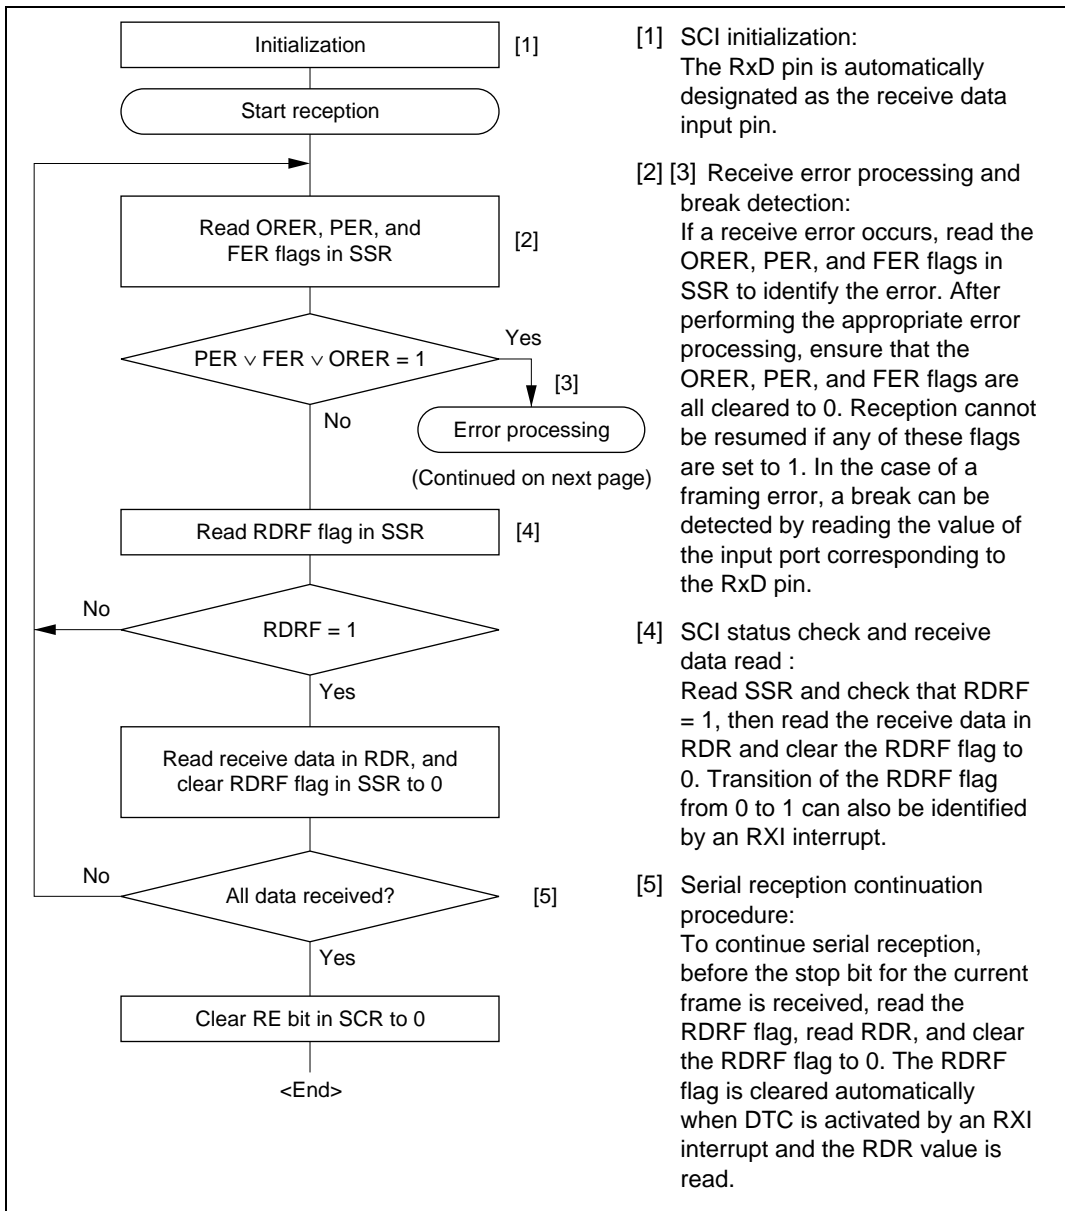 Initialization
[1]
Start reception
Read ORER, PER, and
FER flags in SSR
[2]
PER ∨ FER ∨ ORER = 1
Yes
[3]
No
Error processing
(Continued on next page)
Read RDRF flag in SSR
[4]
No
RDRF = 1
Yes
Read receive data in RDR, and
clear RDRF flag in SSR to 0
No
All data received?
[5]
Yes
Clear RE bit in SCR to 0
<End>
[1] SCI initialization:
The RxD pin is automatically
designated as the receive data
input pin.
[2] [3] Receive error processing and
break detection:
If a receive error occurs, read the
ORER, PER, and FER flags in
SSR to identify the error. After
performing the appropriate error
processing, ensure that the
ORER, PER, and FER flags are
all cleared to 0. Reception cannot
be resumed if any of these flags
are set to 1. In the case of a
framing error, a break can be
detected by reading the value of
the input port corresponding to
the RxD pin.
[4] SCI status check and receive
data read :
Read SSR and check that RDRF
= 1, then read the receive data in
RDR and clear the RDRF flag to
0. Transition of the RDRF flag
from 0 to 1 can also be identified
by an RXI interrupt.
[5] Serial reception continuation
procedure:
To continue serial reception,
before the stop bit for the current
frame is received, read the
RDRF flag, read RDR, and clear
the RDRF flag to 0. The RDRF
flag is cleared automatically
when DTC is activated by an RXI
interrupt and the RDR value is
read.